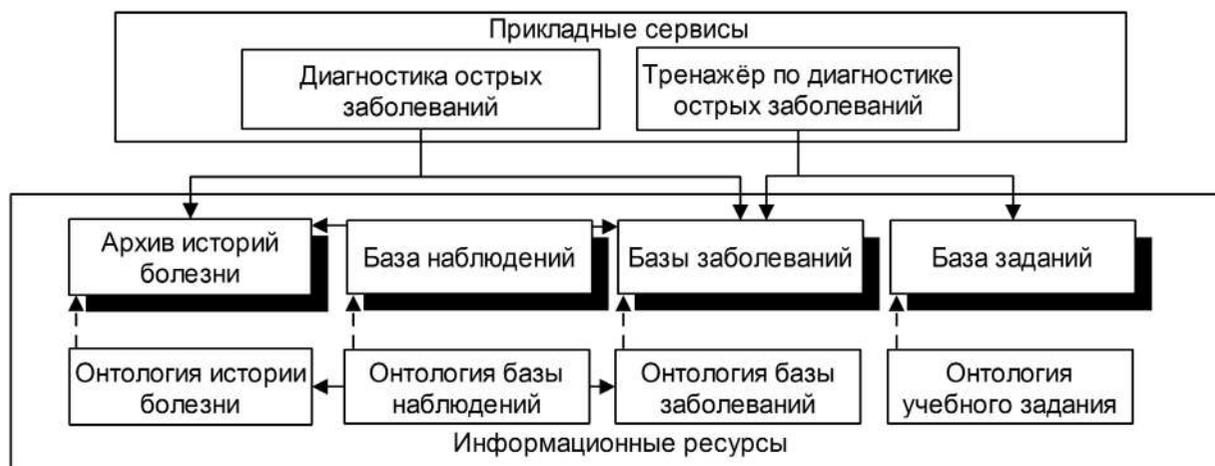 Прикладные сервисы
Диагностика острых
заболеваний
Тренажёр по диагностике
острых заболеваний
Архив историй
болезни
База наблюдений
Базы заболеваний
База заданий
Онтология истории
болезни
Онтология базы
наблюдений
Онтология базы
заболеваний
Онтология
учебного задания
Информационные ресурсы